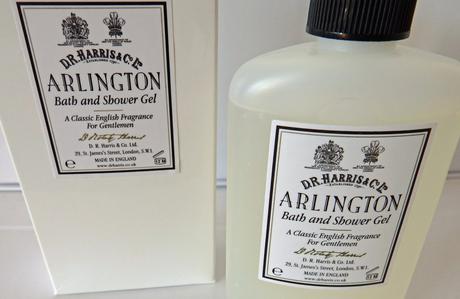 D.R.HARRIS & CO.LTD.
ESTABLISHED 1790
ARLINGTON
Bath and Shower Gel
A Classic English Fragrance
For Gentlemen
D. R. Harris & Co. Ltd.
29, St. James's Street, London, S.W.1.
MADE IN ENGLAND
www.drharris.co.uk
D.R.HARRIS & CO.LTD.
ARLINGTON
Bath and Shower Gel
A Classic English Fragrance
For Gentlemen
D. R. Harris & Co. Ltd.
29, St. James's Street, London, S.W.1.
MADE IN ENGLAND
www.drharris.co.uk